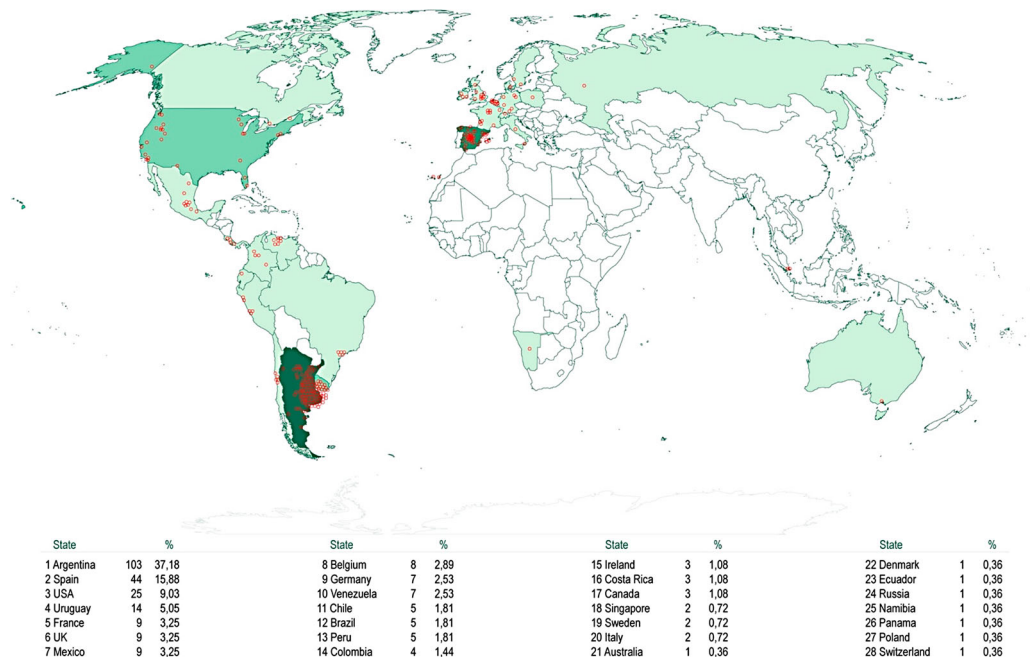 State %
1 Argentina 103 37,18
2 Spain 44 15,88
3 USA 25 9,03
4 Uruguay 14 5,05
5 France 9 3,25
6 UK 9 3,25
7 Mexico 9 3,25
State %
8 Belgium 8 2,89
9 Germany 7 2,53
10 Venezuela 7 2,53
11 Chile 5 1,81
12 Brazil 5 1,81
13 Peru 5 1,81
14 Colombia 4 1,44
State %
15 Ireland 3 1,08
16 Costa Rica 3 1,08
17 Canada 3 1,08
18 Singapore 2 0,72
19 Sweden 2 0,72
20 Italy 2 0,72
21 Australia 1 0,36
State %
22 Denmark 1 0,36
23 Ecuador 1 0,36
24 Russia 1 0,36
25 Namibia 1 0,36
26 Panama 1 0,36
27 Poland 1 0,36
28 Switzerland 1 0,36